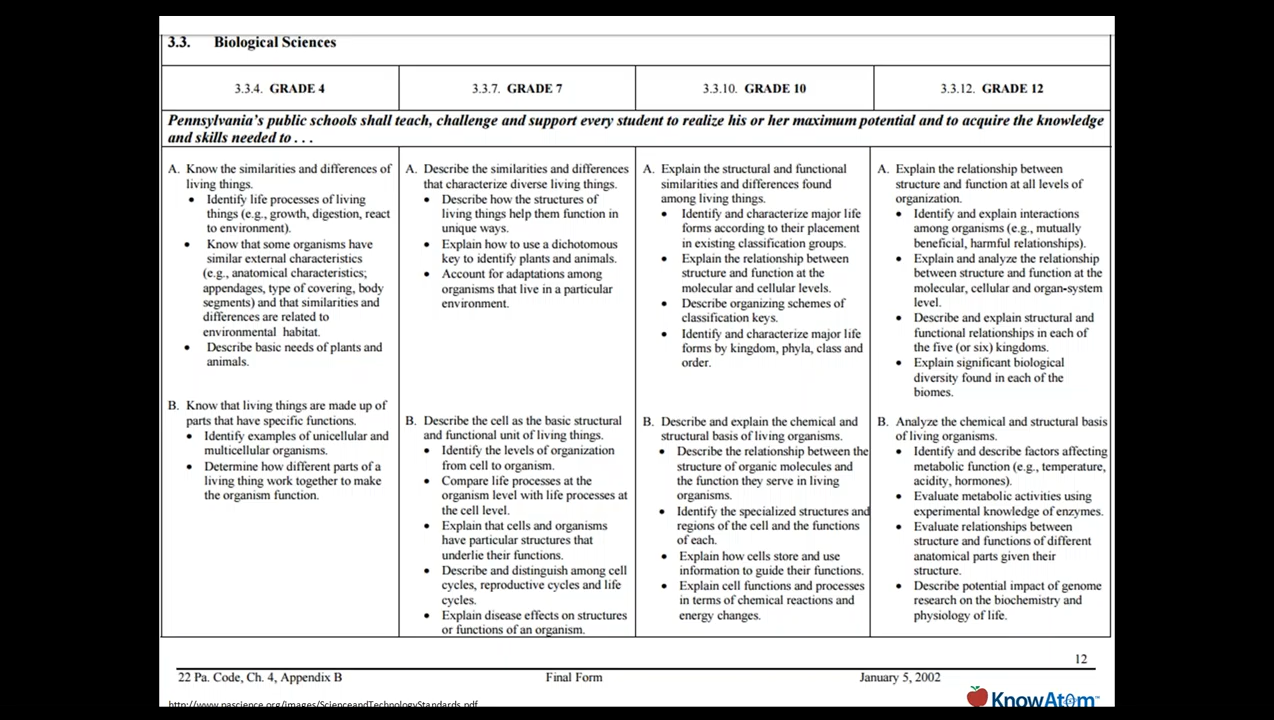 3.3. Biological Sciences
3.3.4. GRADE 4
3.3.7. GRADE 7
3.3.10. GRADE 10
3.3.12. GRADE 12
Pennsylvania's public schools shall teach, challenge and support every student to realize his or her maximum potential and to acquire the knowledge
and skills needed to . . .
A. Know the similarities and differences of
living things.
• Identify life processes of living
things (e.g., growth, digestion, react
to environment).
• Know that some organisms have
similar external characteristics
(e.g., anatomical characteristics;
appendages, type of covering, body
segments) and that similarities and
differences are related to
environmental habitat.
• Describe basic needs of plants and
animals.
B. Know that living things are made up of
parts that have specific functions.
• Identify examples of unicellular and
multicellular organisms.
• Determine how different parts of a
living thing work together to make
the organism function.
A. Describe the similarities and differences
that characterize diverse living things.
• Describe how the structures of
living things help them function in
unique ways.
• Explain how to use a dichotomous
key to identify plants and animals.
• Account for adaptations among
organisms that live in a particular
environment.
B. Describe the cell as the basic structural
and functional unit of living things.
• Identify the levels of organization
from cell to organism.
• Compare life processes at the
organism level with life processes at
the cell level.
• Explain that cells and organisms
have particular structures that
underlie their functions.
• Describe and distinguish among cell
cycles, reproductive cycles and life
cycles.
• Explain disease effects on structures
or functions of an organism.
A. Explain the structural and functional
similarities and differences found
among living things.
• Identify and characterize major life
forms according to their placement
in existing classification groups.
• Explain the relationship between
structure and function at the
molecular and cellular levels.
• Describe organizing schemes of
classification keys.
• Identify and characterize major life
forms by kingdom, phyla, class and
order.
B. Describe and explain the chemical and
structural basis of living organisms.
• Describe the relationship between the
structure of organic molecules and
the function they serve in living
organisms.
• Identify the specialized structures and
regions of the cell and the functions
of each.
• Explain how cells store and use
information to guide their functions.
• Explain cell functions and processes
in terms of chemical reactions and
energy changes.
A. Explain the relationship between
structure and function at all levels of
organization.
• Identify and explain interactions
among organisms (e.g., mutually
beneficial, harmful relationships).
• Explain and analyze the relationship
between structure and function at the
molecular, cellular and organ-system
level.
• Describe and explain structural and
functional relationships in each of
the five (or six) kingdoms.
• Explain significant biological
diversity found in each of the
biomes.
B. Analyze the chemical and structural basis
of living organisms.
• Identify and describe factors affecting
metabolic function (e.g., temperature,
acidity, hormones).
• Evaluate metabolic activities using
experimental knowledge of enzymes.
• Evaluate relationships between
structure and functions of different
anatomical parts given their
structure.
• Describe potential impact of genome
research on the biochemistry and
physiology of life.
12
22 Pa. Code, Ch. 4, Appendix B
Final Form
January 5, 2002
http://www.pascience.org/images/ScienceandTechnologyStandards.pdf
KnowAtom